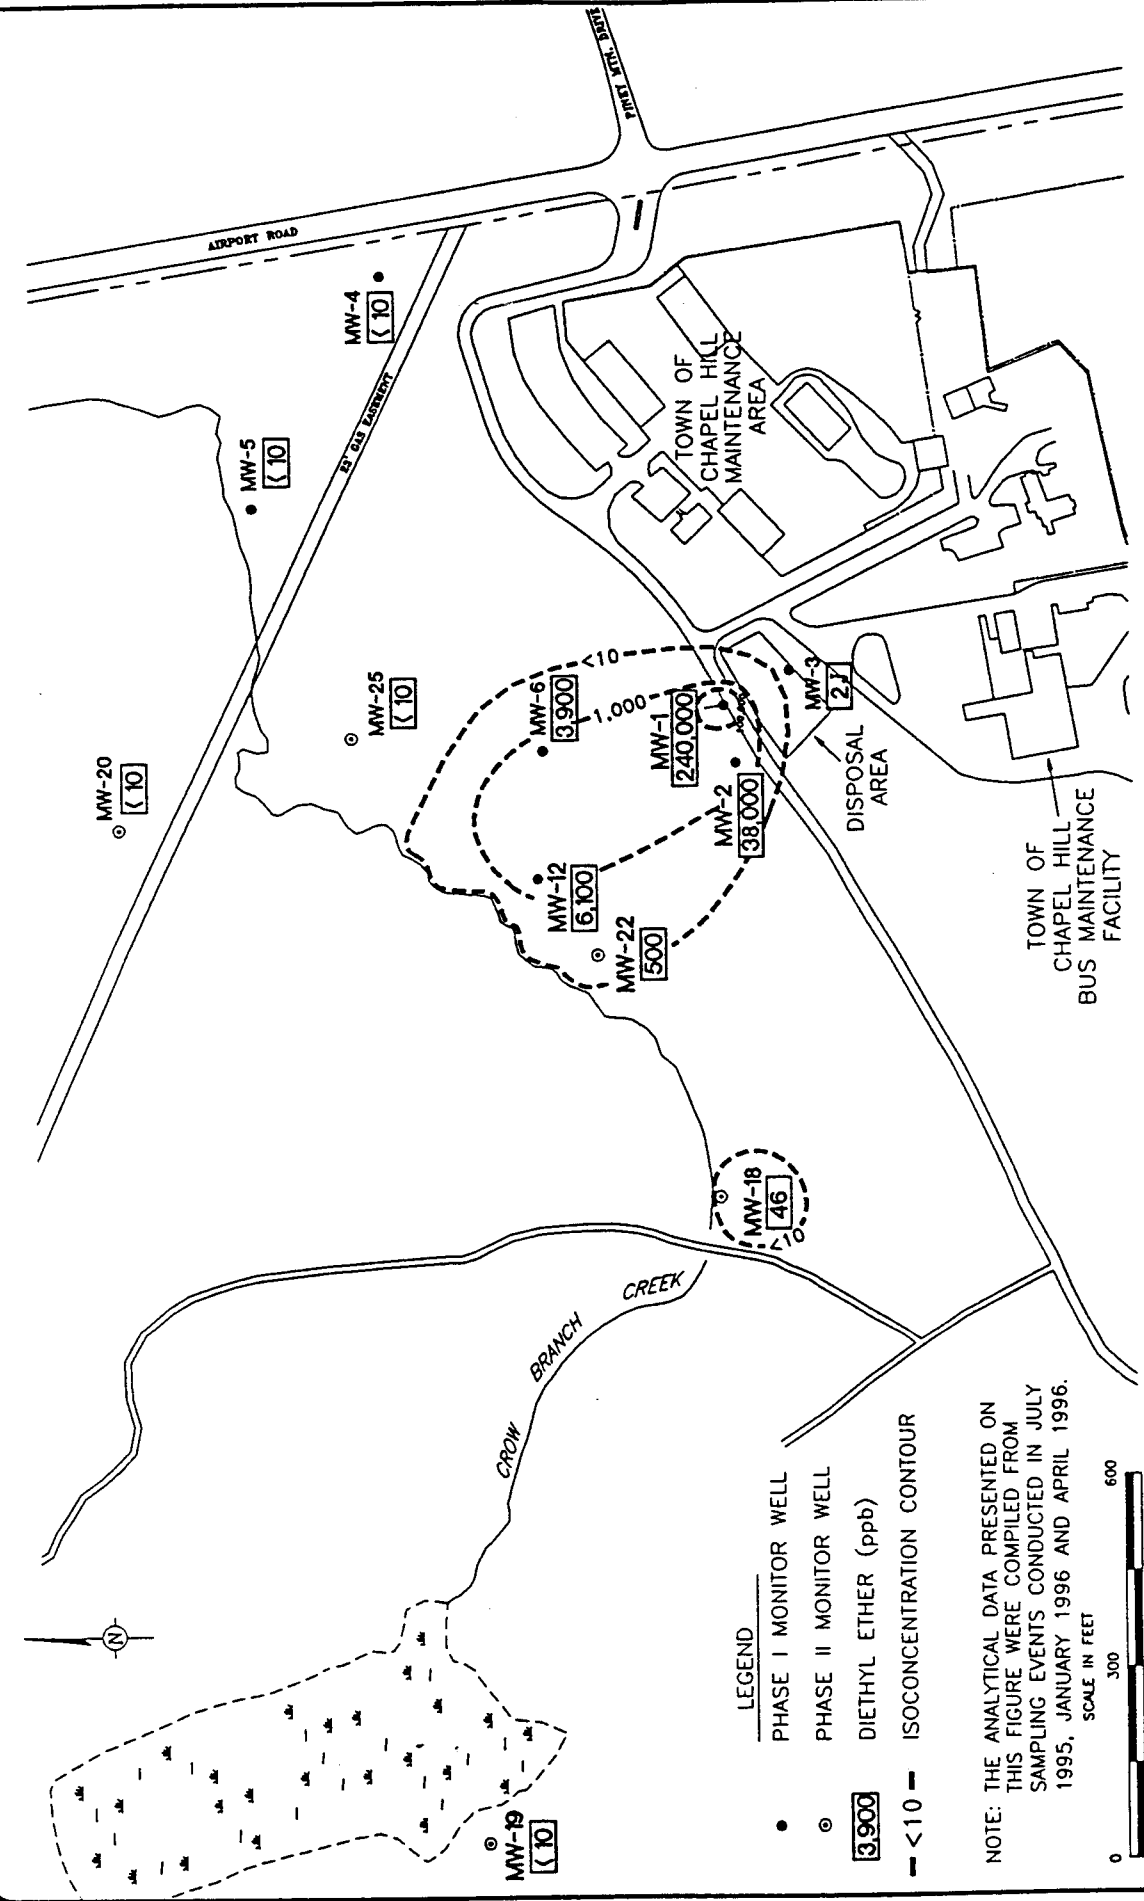 PINEY MTN. DRIVE
AIRPORT ROAD
MW-4
<10
23' GAS EASEMENT
MW-5
<10
MW-20
<10
MW-25
<10
<10
MW-6
3,900
1,000
MW-1
240,000
MW-2
38,000
MW-3
2J
MW-12
6,100
MW-22
500
MW-18
46
<10
TOWN OF
CHAPEL HILL
MAINTENANCE
AREA
DISPOSAL
AREA
TOWN OF
CHAPEL HILL
BUS MAINTENANCE
FACILITY
CROW
BRANCH
CREEK
N
MW-19
<10
LEGEND
PHASE I MONITOR WELL
PHASE II MONITOR WELL
3,900 DIETHYL ETHER (ppb)
<10 ISOCONCENTRATION CONTOUR
NOTE: THE ANALYTICAL DATA PRESENTED ON
THIS FIGURE WERE COMPILED FROM
SAMPLING EVENTS CONDUCTED IN JULY
1995, JANUARY 1996 AND APRIL 1996.
SCALE IN FEET
0 300 600